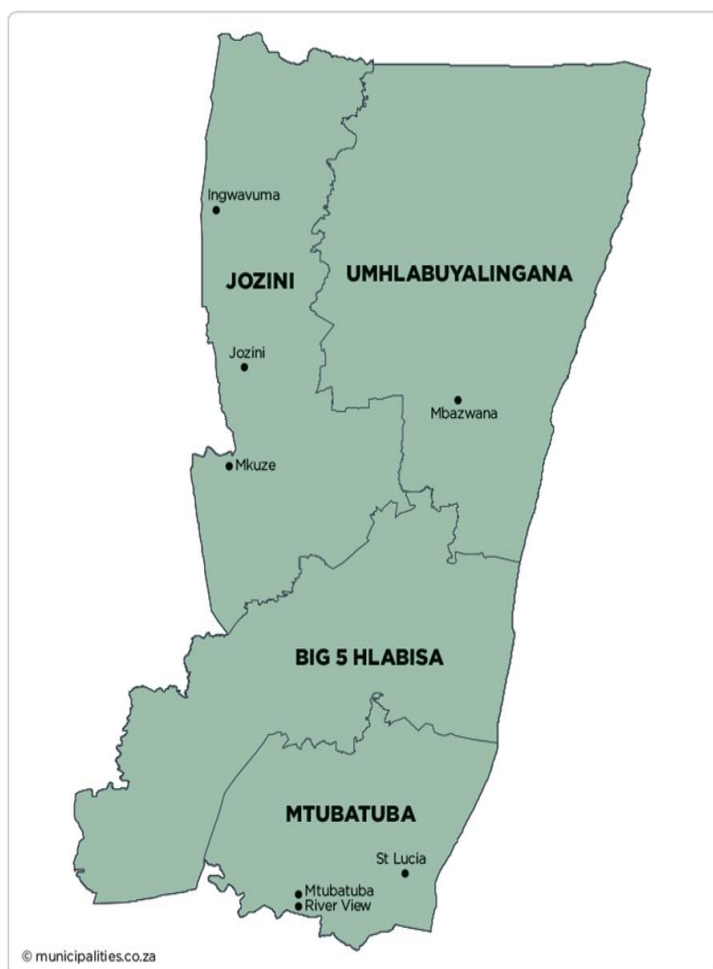 Ingwavuma
JOZINI
UMHLABUYALINGANA
Jozini
Mbazwana
Mkuze
BIG 5 HLABISA
MTUBATUBA
St Lucia
Mtubatuba
River View
© municipalities.co.za